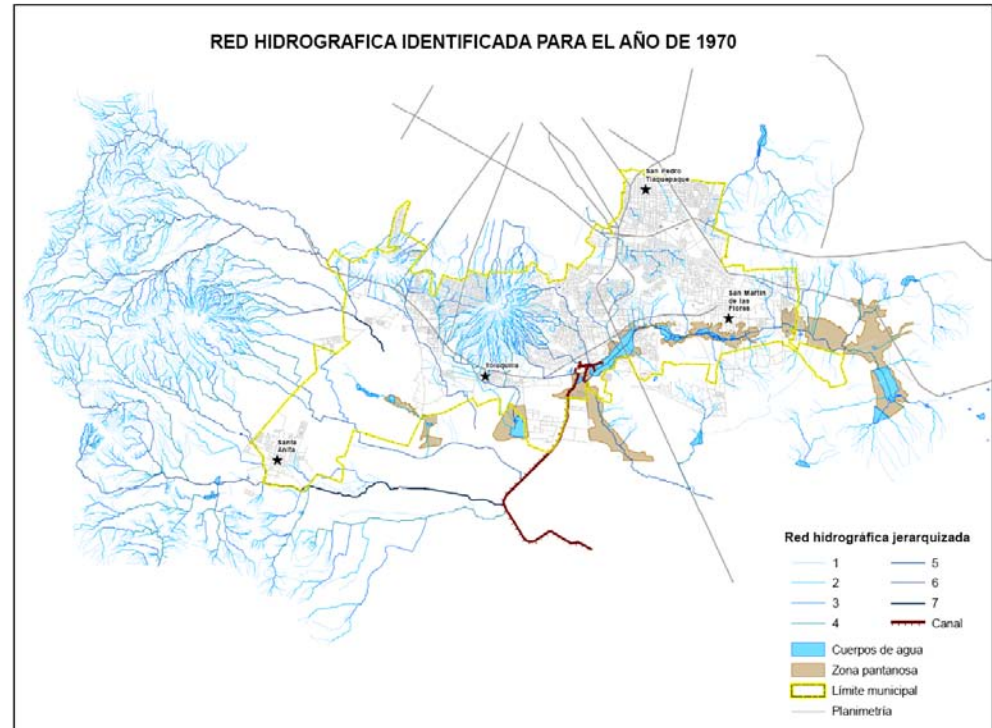 RED HIDROGRAFICA IDENTIFICADA PARA EL AÑO DE 1970
San Pedro
Tlaquepaque
San Martín
de las
Flores
Toluquilla
Santa
Anita
Red hidrográfica jerarquizada
1
2
3
4
5
6
7
Canal
Cuerpos de agua
Zona pantanosa
Límite municipal
Planimetría